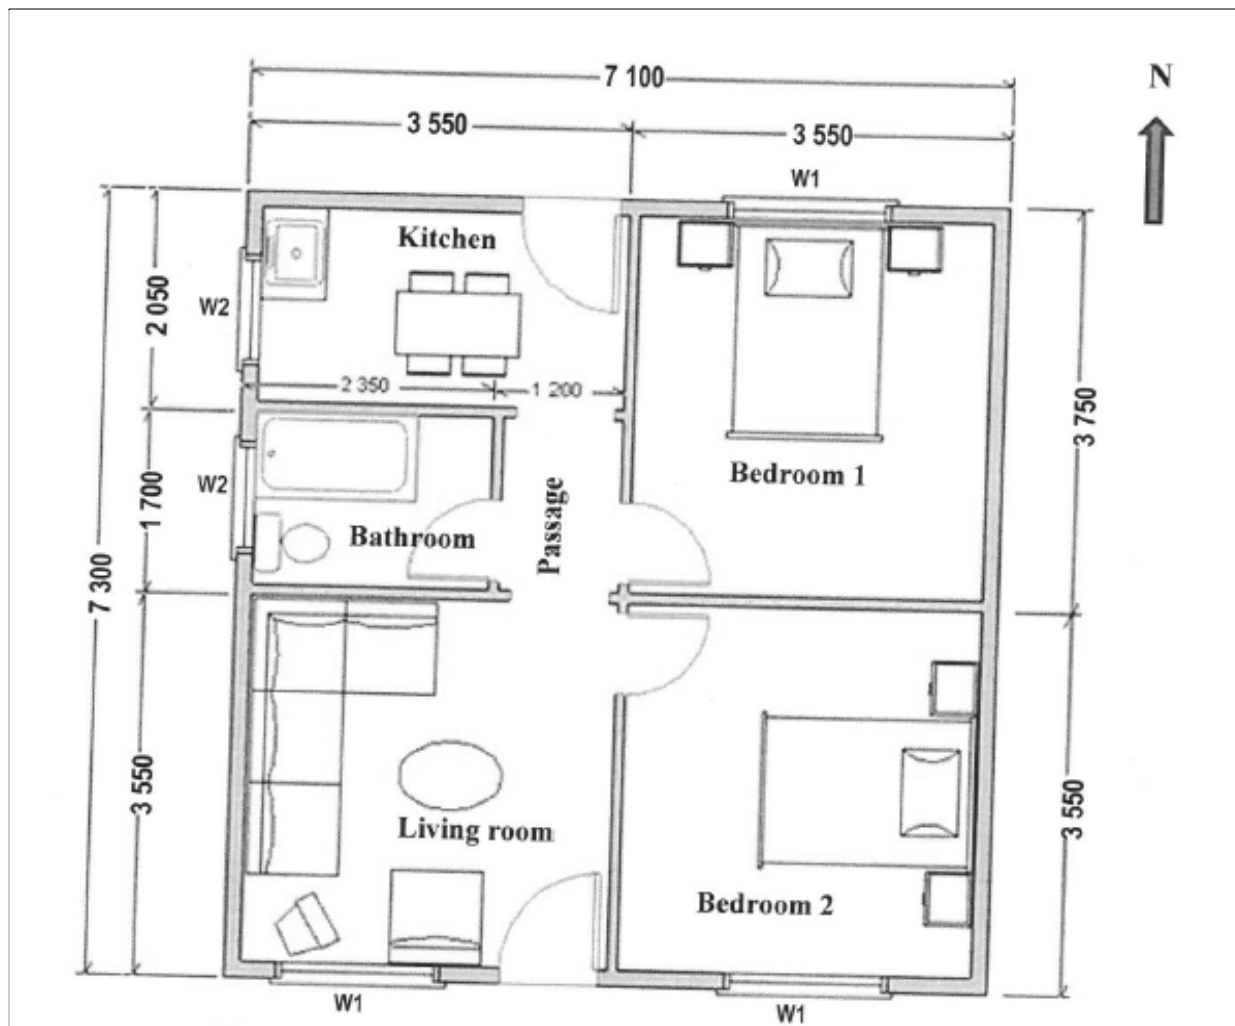 7 100
N
3 550
3 550
W1
Kitchen
W2
2 050
2 350
1 200
3 750
Bedroom 1
W2
1 700
Passage
Bathroom
7 300
3 550
Living room
3 550
Bedroom 2
W1
W1